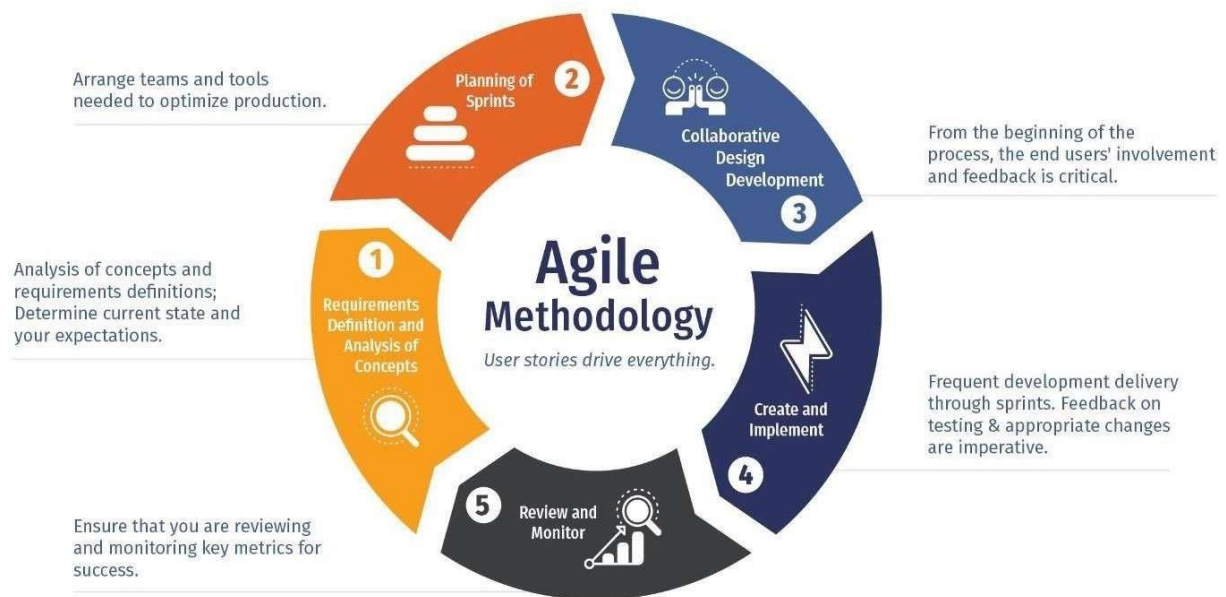 Agile
Methodology
User stories drive everything.
1
Requirements
Definition and
Analysis of
Concepts
Analysis of concepts and
requirements definitions;
Determine current state and
your expectations.
2
Planning of
Sprints
Arrange teams and tools
needed to optimize production.
Collaborative
Design
Development
3
From the beginning of the
process, the end users' involvement
and feedback is critical.
Create and
Implement
4
Frequent development delivery
through sprints. Feedback on
testing & appropriate changes
are imperative.
5
Review and
Monitor
Ensure that you are reviewing
and monitoring key metrics for
success.